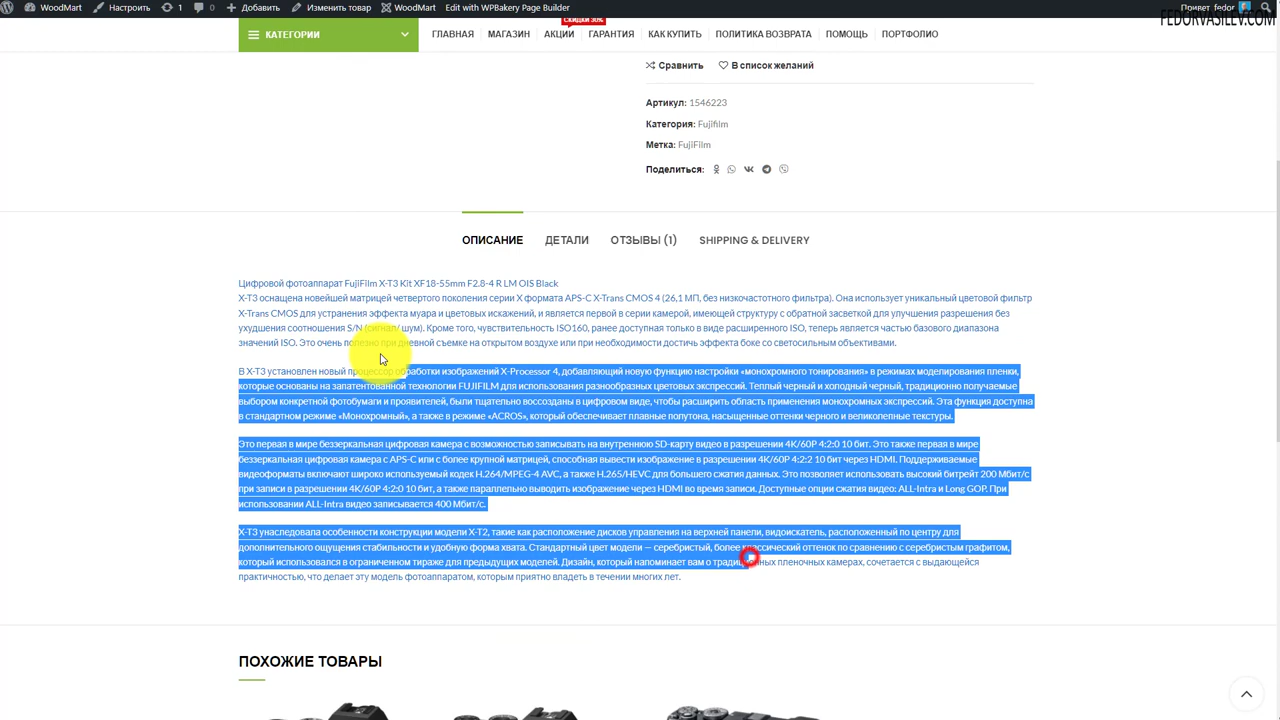 WoodMart Настроить 1 0 Добавить Изменить товар WoodMart Edit with WPBakery Page Builder Привет, fedor
FEDORVASILEV.COM
СКИДКИ 30%
КАТЕГОРИИ ГЛАВНАЯ МАГАЗИН АКЦИИ ГАРАНТИЯ КАК КУПИТЬ ПОЛИТИКА ВОЗВРАТА ПОМОЩЬ ПОРТФОЛИО
Сравнить В список желаний
Артикул: 1546223
Категория: Fujifilm
Метка: FujiFilm
Поделиться:
ОПИСАНИЕ ДЕТАЛИ ОТЗЫВЫ (1) SHIPPING & DELIVERY
Цифровой фотоаппарат FujiFilm X-T3 Kit XF18-55mm F2.8-4 R LM OIS Black
X-T3 оснащена новейшей матрицей четвертого поколения серии X формата APS-C X-Trans CMOS 4 (26,1 МП, без низкочастотного фильтра). Она использует уникальный цветовой фильтр
X-Trans CMOS для устранения эффекта муара и цветовых искажений, и является первой в серии камерой, имеющей структуру с обратной засветкой для улучшения разрешения без
ухудшения соотношения S/N (сигнал/ шум). Кроме того, чувствительность ISO160, ранее доступная только в виде расширенного ISO, теперь является частью базового диапазона
значений ISO. Это очень полезно при дневной съемке на открытом воздухе или при необходимости достичь эффекта боке со светосильным объективами.
В X-T3 установлен новый процессор обработки изображений X-Processor 4, добавляющий новую функцию настройки «монохромного тонирования» в режимах моделирования пленки,
которые основаны на запатентованной технологии FUJIFILM для использования разнообразных цветовых экспрессий. Теплый черный и холодный черный, традиционно получаемые
выбором конкретной фотобумаги и проявителей, были тщательно воссозданы в цифровом виде, чтобы расширить область применения монохромных экспрессий. Эта функция доступна
в стандартном режиме «Монохромный», а также в режиме «ACROS», который обеспечивает плавные полутона, насыщенные оттенки черного и великолепные текстуры.
Это первая в мире беззеркальная цифровая камера с возможностью записывать на внутреннюю SD-карту видео в разрешении 4K/60P 4:2:0 10 бит. Это также первая в мире
беззеркальная цифровая камера с APS-C или с более крупной матрицей, способная вывести изображение в разрешении 4K/60P 4:2:2 10 бит через HDMI. Поддерживаемые
видеоформаты включают широко используемый кодек H.264/MPEG-4 AVC, а также H.265/HEVC для большего сжатия данных. Это позволяет использовать высокий битрейт 200 Мбит/с
при записи в разрешении 4K/60P 4:2:0 10 бит, а также параллельно выводить изображение через HDMI во время записи. Доступные опции сжатия видео: ALL-Intra и Long GOP. При
использовании ALL-Intra видео записывается 400 Мбит/с.
X-T3 унаследовала особенности конструкции модели X-T2, такие как расположение дисков управления на верхней панели, видоискатель, расположенный по центру для
дополнительного ощущения стабильности и удобную форма хвата. Стандартный цвет модели — серебристый, более классический оттенок по сравнению с серебристым графитом,
который использовался в ограниченном тираже для предыдущих моделей. Дизайн, который напоминает вам о традиционных пленочных камерах, сочетается с выдающейся
практичностью, что делает эту модель фотоаппаратом, которым приятно владеть в течении многих лет.
ПОХОЖИЕ ТОВАРЫ